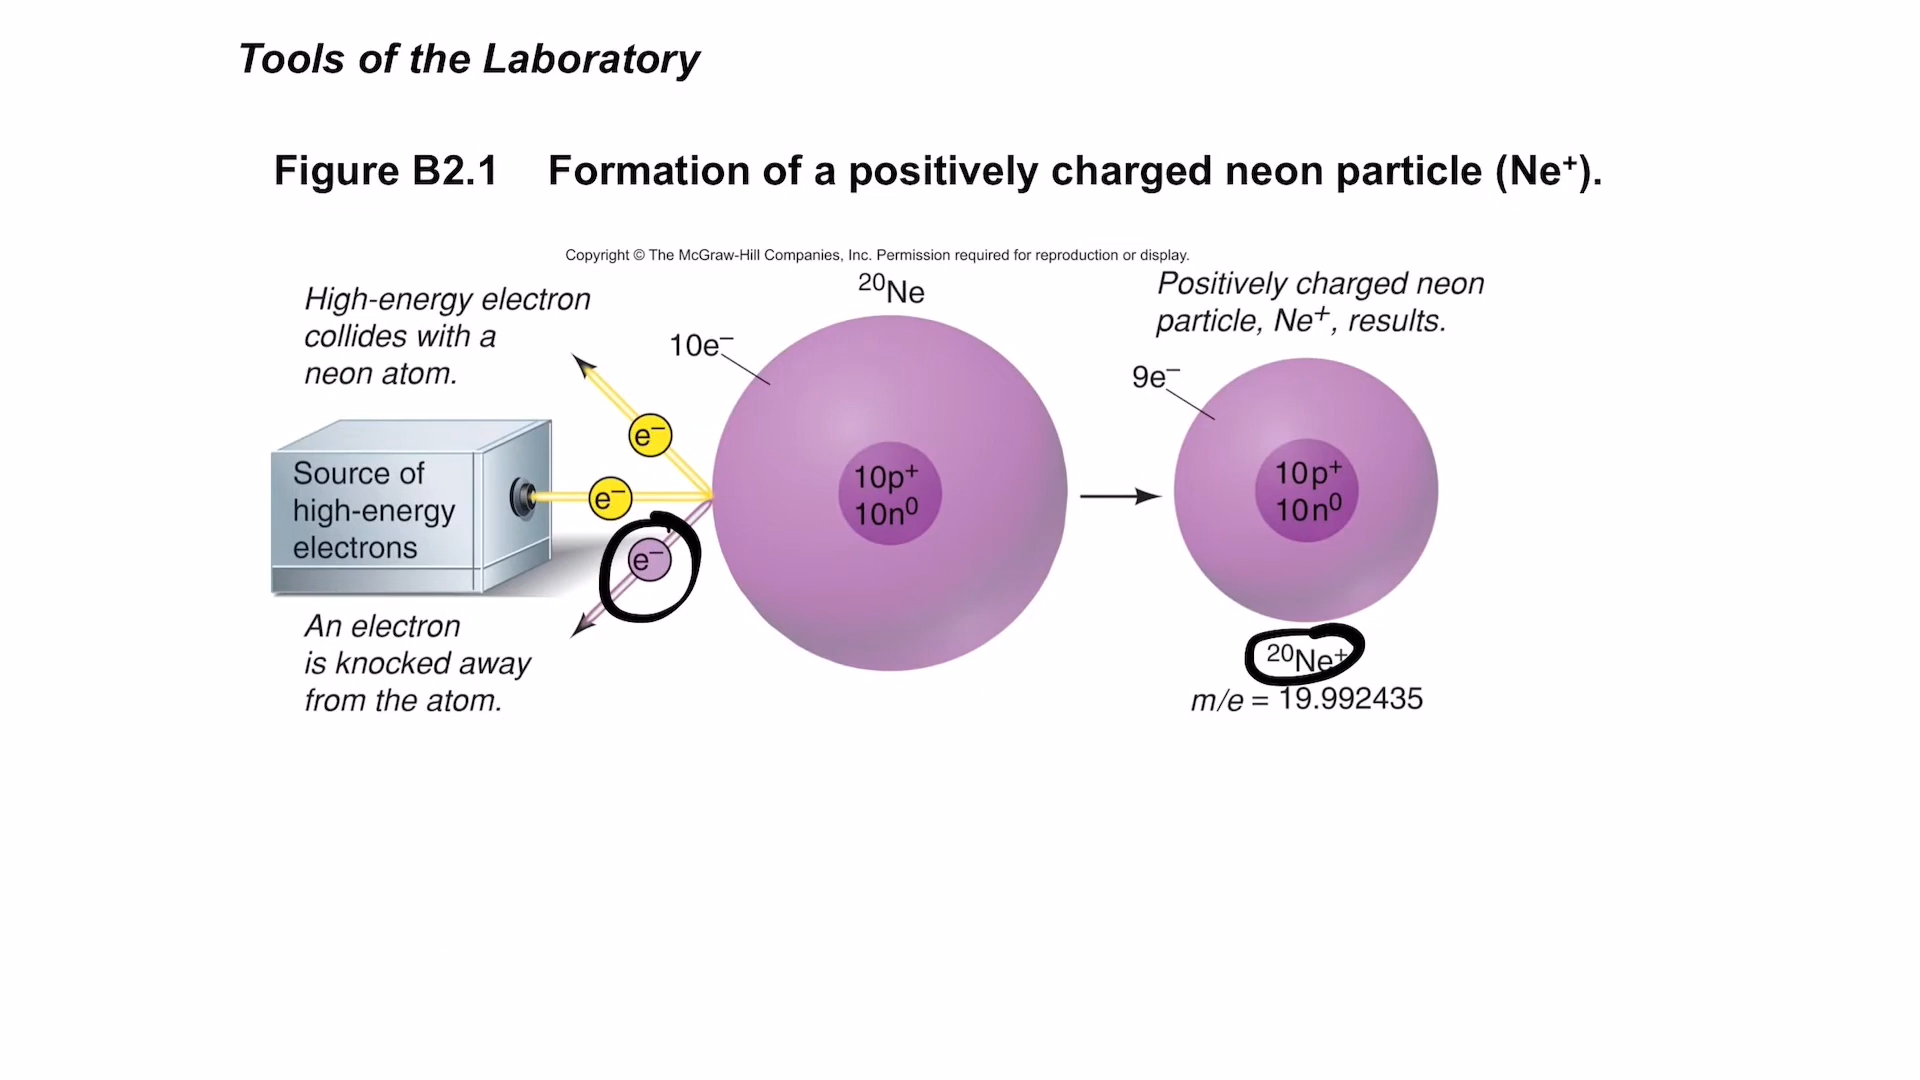 Tools of the Laboratory
Figure B2.1 Formation of a positively charged neon particle (Ne⁺).
Copyright © The McGraw-Hill Companies, Inc. Permission required for reproduction or display.
High-energy electron
collides with a
neon atom.
Source of
high-energy
electrons
e⁻
e⁻
e⁻
An electron
is knocked away
from the atom.
²⁰Ne
10e⁻
10p⁺
10n⁰
Positively charged neon
particle, Ne⁺, results.
9e⁻
10p⁺
10n⁰
²⁰Ne⁺
m/e = 19.992435